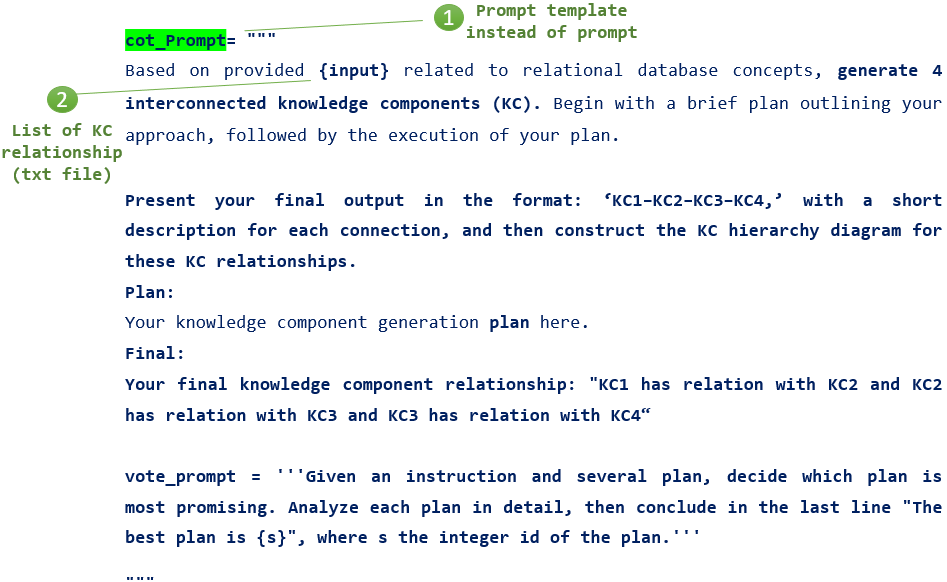 1 Prompt template
instead of prompt
cot_Prompt= """
Based on provided {input} related to relational database concepts, generate 4
2
interconnected knowledge components (KC). Begin with a brief plan outlining your
List of KC
relationship
(txt file)
approach, followed by the execution of your plan.
Present your final output in the format: ‘KC1–KC2–KC3–KC4,’ with a short
description for each connection, and then construct the KC hierarchy diagram for
these KC relationships.
Plan:
Your knowledge component generation plan here.
Final:
Your final knowledge component relationship: "KC1 has relation with KC2 and KC2
has relation with KC3 and KC3 has relation with KC4“
vote_prompt = '''Given an instruction and several plan, decide which plan is
most promising. Analyze each plan in detail, then conclude in the last line "The
best plan is {s}", where s the integer id of the plan.'''
"""